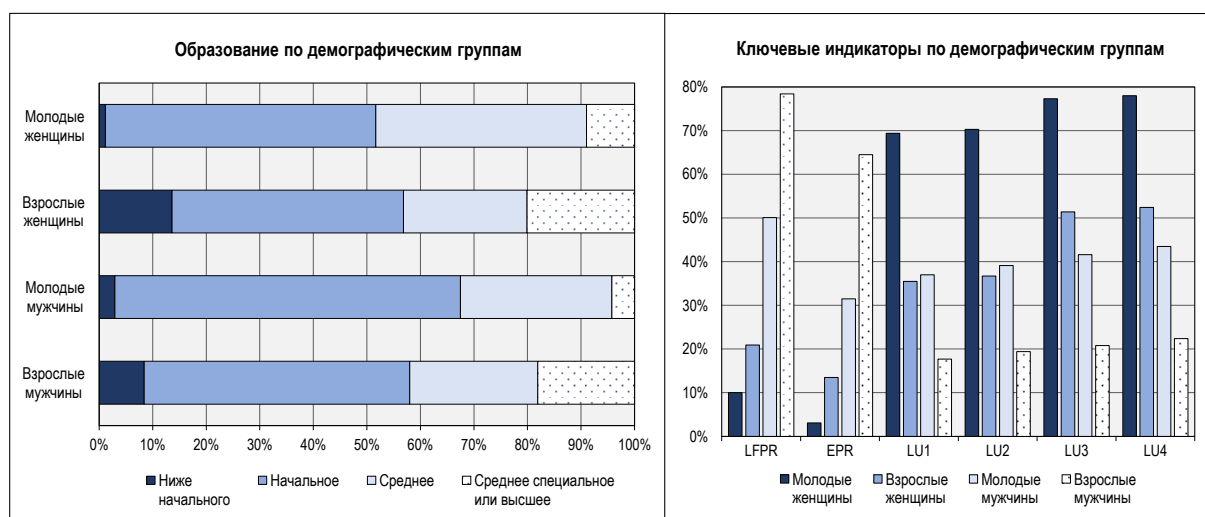 Образование по демографическим группам
Молодые
женщины
Взрослые
женщины
Молодые
мужчины
Взрослые
мужчины
0% 10% 20% 30% 40% 50% 60% 70% 80% 90% 100%
Ниже
начального
Начальное
Среднее
Среднее специальное
или высшее
Ключевые индикаторы по демографическим группам
80%
70%
60%
50%
40%
30%
20%
10%
0%
LFPR EPR LU1 LU2 LU3 LU4
Молодые
женщины
Взрослые
женщины
Молодые
мужчины
Взрослые
мужчины